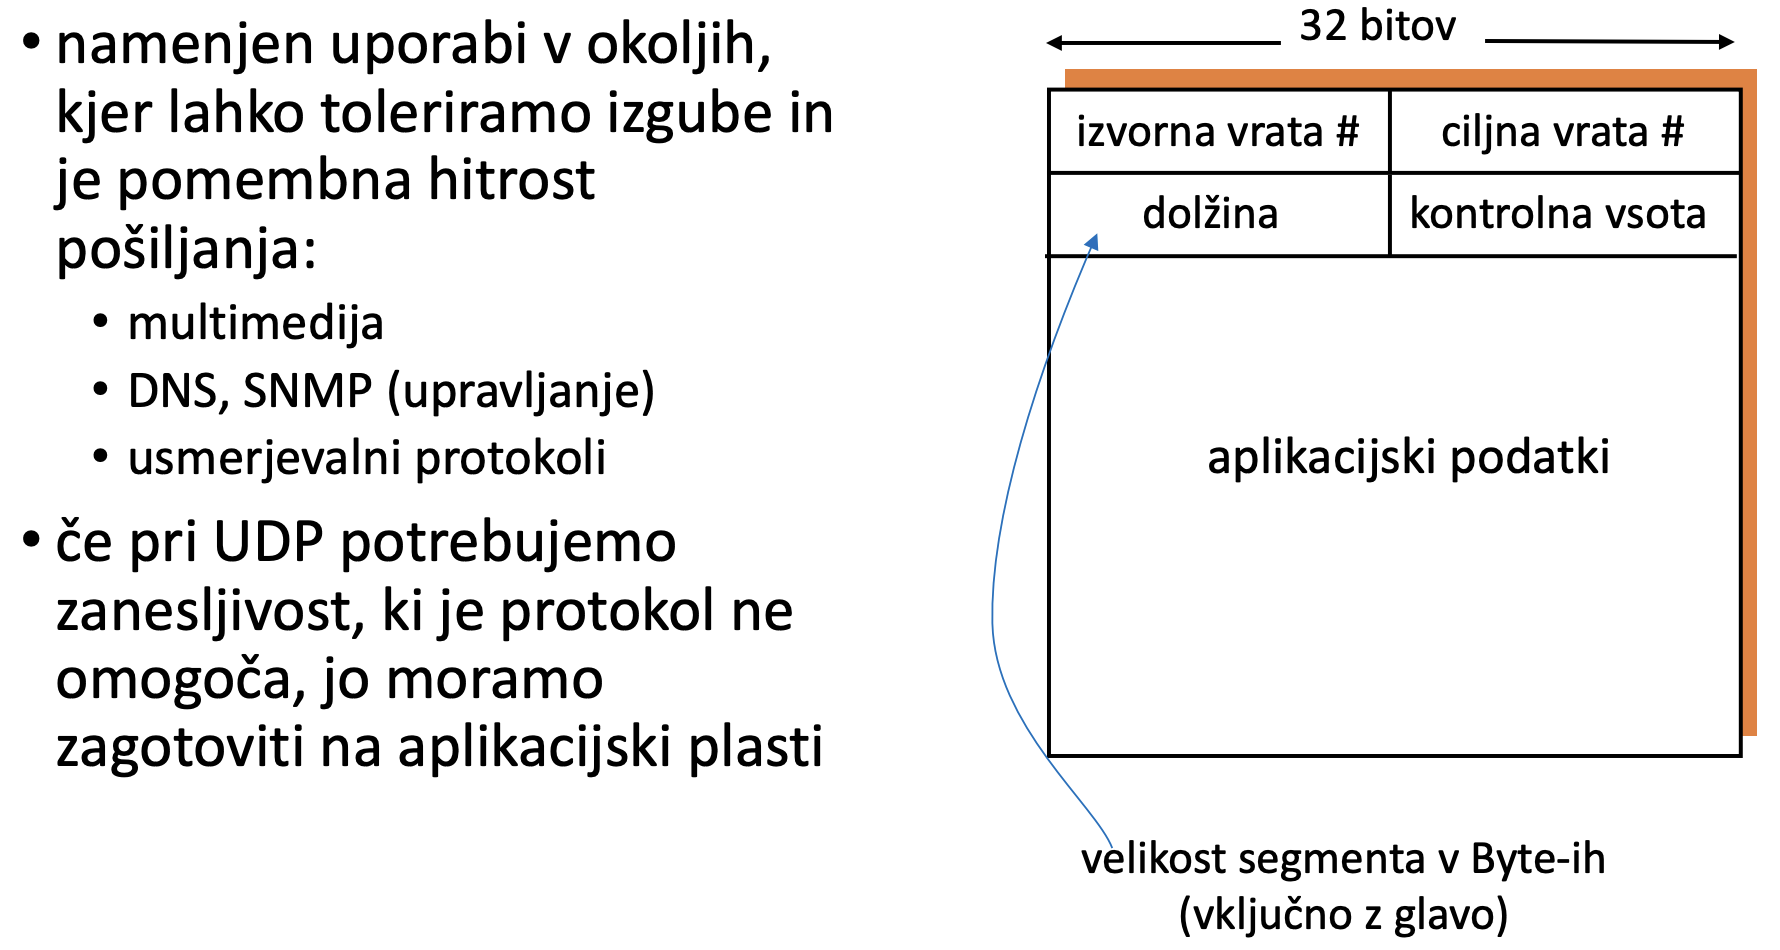 • namenjen uporabi v okoljih,
kjer lahko toleriramo izgube in
je pomembna hitrost
pošiljanja:
• multimedija
• DNS, SNMP (upravljanje)
• usmerjevalni protokoli
• če pri UDP potrebujemo
zanesljivost, ki je protokol ne
omogoča, jo moramo
zagotoviti na aplikacijski plasti
32 bitov
izvorna vrata #
ciljna vrata #
dolžina
kontrolna vsota
aplikacijski podatki
velikost segmenta v Byte-ih
(vključno z glavo)